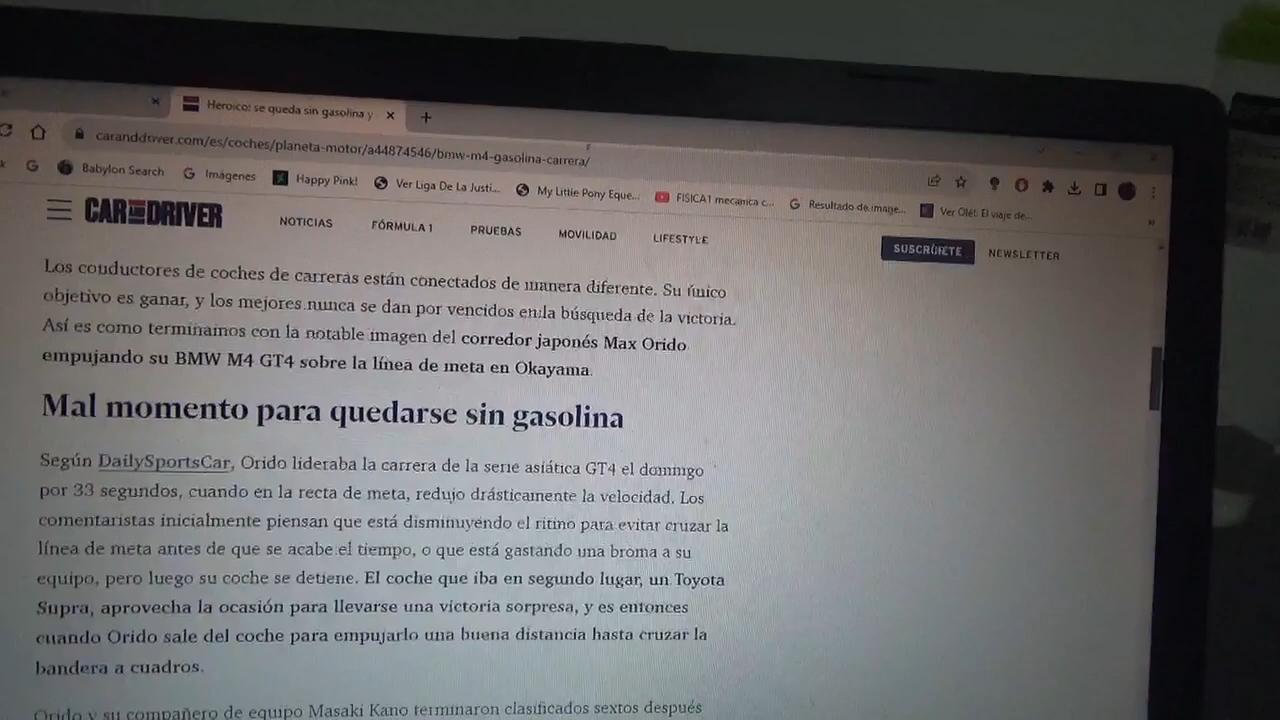 Heroico: se queda sin gasolina y
caranddriver.com/es/coches/planeta-motor/a44874546/bmw-m4-gasolina-carrera/
Babylon Search
Imágenes
Happy Pink!
Ver Liga De La Justi...
My Little Pony Eque...
FISICA1 mecanica c...
Resultado de image...
Ver Olé!: El viaje de...
CAR AND DRIVER
NOTICIAS
FÓRMULA 1
PRUEBAS
MOVILIDAD
LIFESTYLE
SUSCRÍBETE
NEWSLETTER
Los conductores de coches de carreras están conectados de manera diferente. Su único
objetivo es ganar, y los mejores nunca se dan por vencidos en la búsqueda de la victoria.
Así es como terminamos con la notable imagen del corredor japonés Max Orido
empujando su BMW M4 GT4 sobre la línea de meta en Okayama.
Mal momento para quedarse sin gasolina
Según DailySportsCar, Orido lideraba la carrera de la serie asiática GT4 el domingo
por 33 segundos, cuando en la recta de meta, redujo drásticamente la velocidad. Los
comentaristas inicialmente piensan que está disminuyendo el ritmo para evitar cruzar la
línea de meta antes de que se acabe el tiempo, o que está gastando una broma a su
equipo, pero luego su coche se detiene. El coche que iba en segundo lugar, un Toyota
Supra, aprovecha la ocasión para llevarse una victoria sorpresa, y es entonces
cuando Orido sale del coche para empujarlo una buena distancia hasta cruzar la
bandera a cuadros.
Orido y su compañero de equipo Masaki Kano terminaron clasificados sextos después